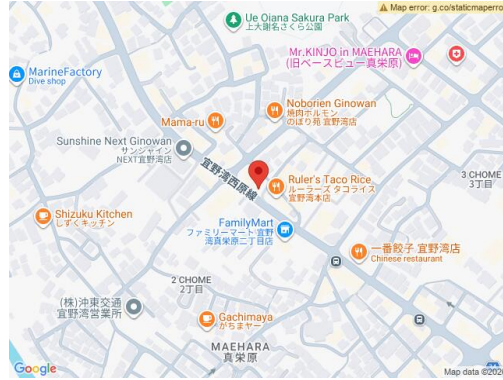 Map error: g.co/staticmaperro
Ue Oiana Sakura Park
上大謝名さくら公園
Mr.KINJO in MAEHARA
(旧ベースビュー真栄原)
MarineFactory
Dive shop
Noborien Ginowan
焼肉ホルモン
のぼり苑 宜野湾店
Mama-ru
Sunshine Next Ginowan
サンシャイン
NEXT宜野湾店
宜野湾西原線
Ruler's Taco Rice
ルーラーズ タコライス
宜野湾本店
3 CHOME
3丁目
Shizuku Kitchen
しずくキッチン
FamilyMart
ファミリーマート 宜野
湾真栄原二丁目店
一番餃子 宜野湾店
Chinese restaurant
2 CHOME
2丁目
(株)沖東交通
宜野湾営業所
Gachimaya
がちまヤー
MAEHARA
真栄原
Google
Map data ©202